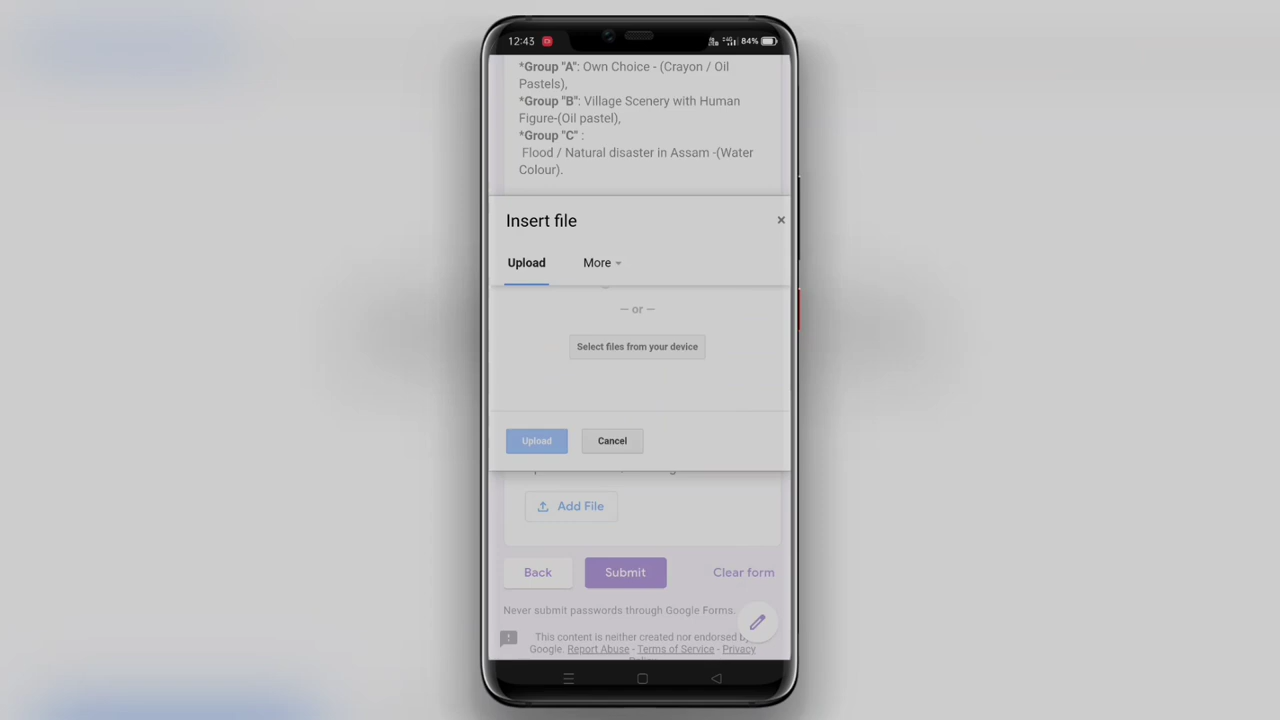 12:43
84%
*Group "A": Own Choice - (Crayon / Oil
Pastels),
*Group "B": Village Scenery with Human
Figure-(Oil pastel),
*Group "C" :
Flood / Natural disaster in Assam -(Water
Colour).
Insert file
×
Upload
More
— or —
Select files from your device
Upload
Cancel
Add File
Back
Submit
Clear form
Never submit passwords through Google Forms.
This content is neither created nor endorsed by
Google. Report Abuse - Terms of Service - Privacy